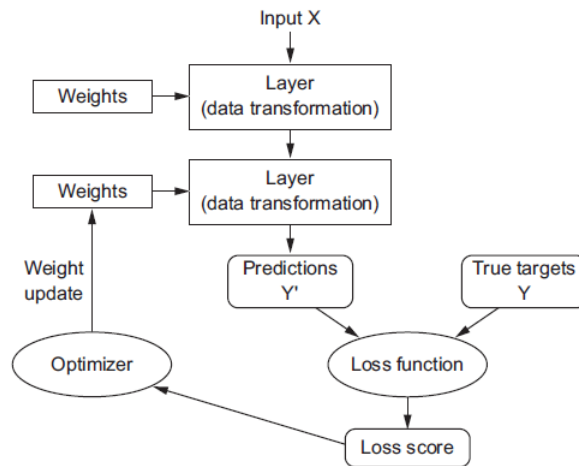 Input X
Weights
Layer
(data transformation)
Weights
Layer
(data transformation)
Weight
update
Predictions
Y'
True targets
Y
Optimizer
Loss function
Loss score